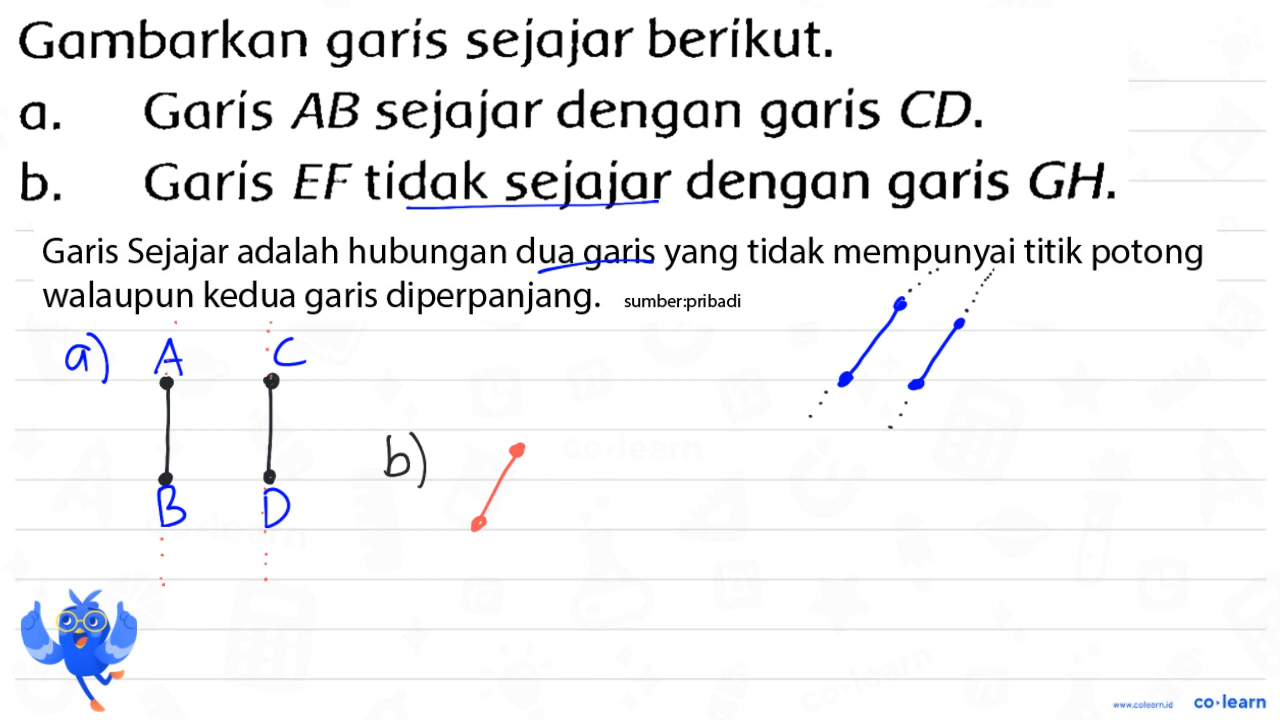 Gambarkan garis sejajar berikut.
a. Garis AB sejajar dengan garis CD.
b. Garis EF tidak sejajar dengan garis GH.
Garis Sejajar adalah hubungan dua garis yang tidak mempunyai titik potong
walaupun kedua garis diperpanjang. sumber:pribadi
a) A C
b)
B D
co·learn
www.colearn.id co·learn